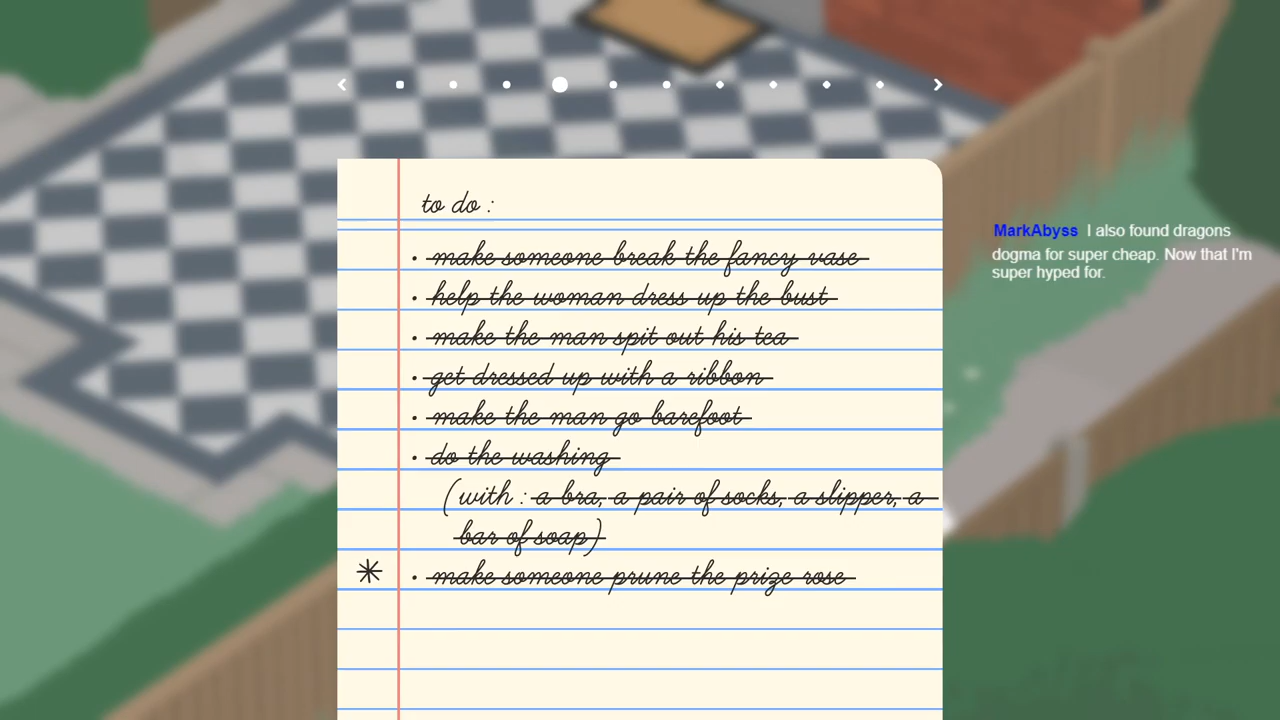 to do :
• make someone break the fancy vase
• help the woman dress up the bust
• make the man spit out his tea
• get dressed up with a ribbon
• make the man go barefoot
• do the washing
(with : a bra, a pair of socks, a slipper, a
bar of soap)
• make someone prune the prize rose
MarkAbyss I also found dragons
dogma for super cheap. Now that I'm
super hyped for.